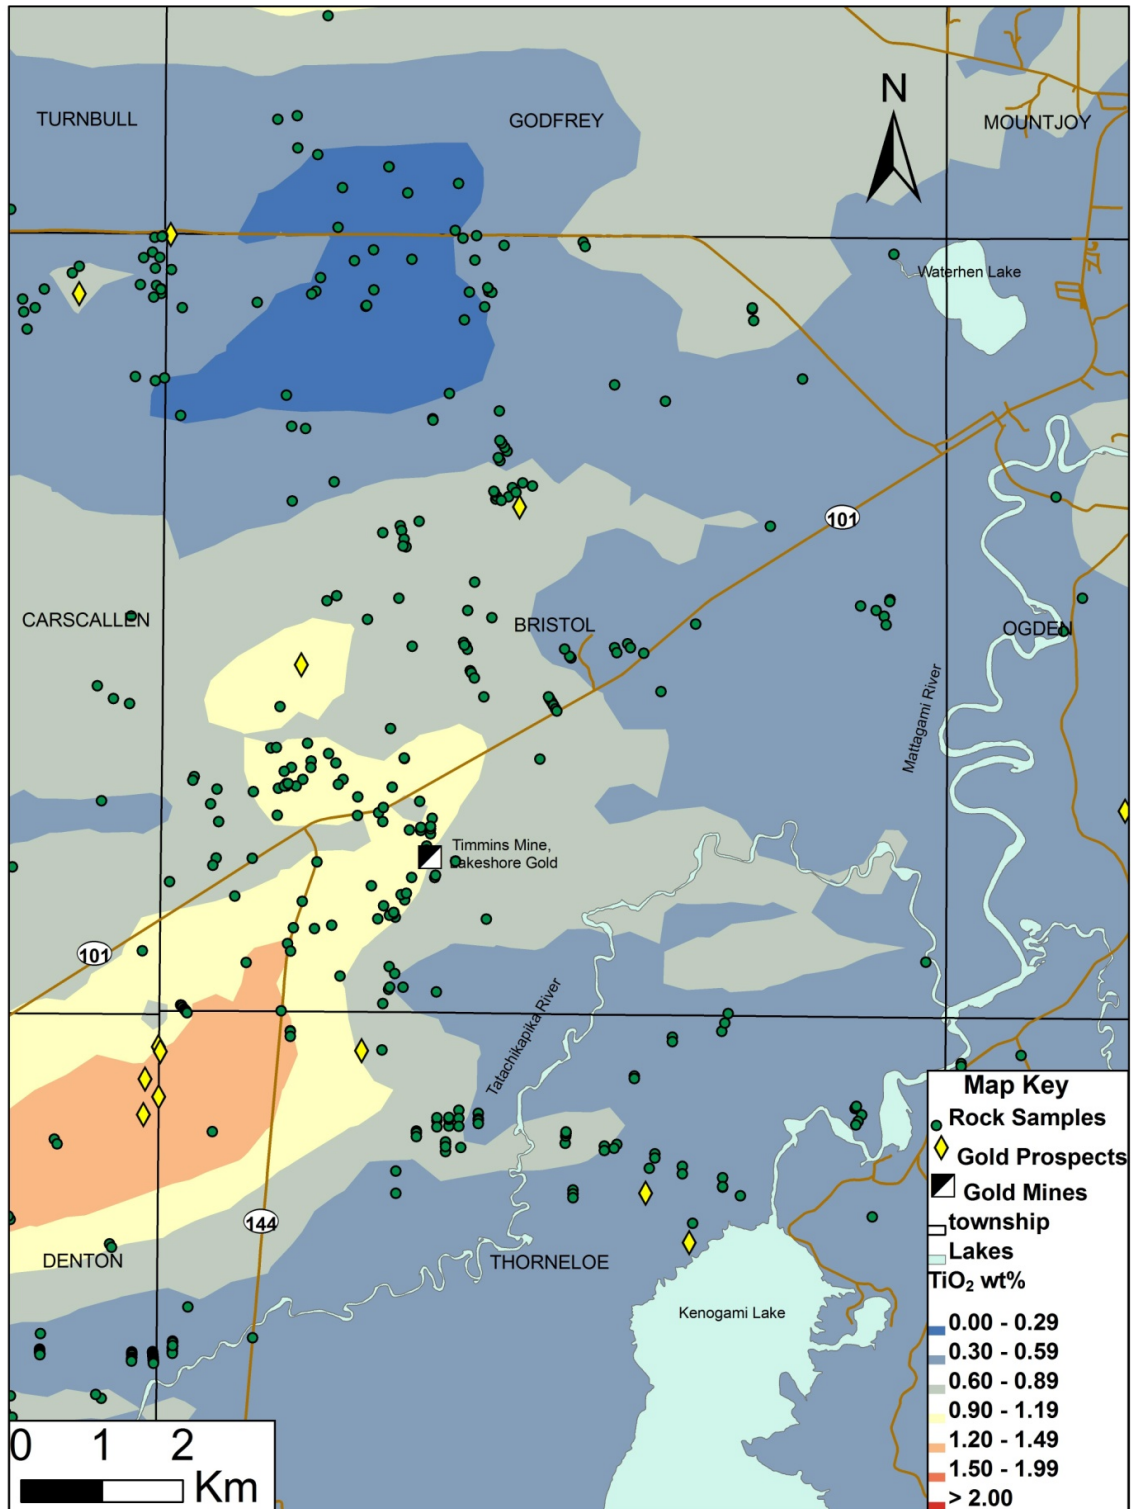 TURNBULL
GODFREY
MOUNTJOY
N
Waterhen Lake
101
CARSCALLEN
BRISTOL
OGDEN
Mattagami River
Timmins Mine,
Lakeshore Gold
101
Tatachikapika River
144
DENTON
THORNELOE
Kenogami Lake
Map Key
Rock Samples
Gold Prospects
Gold Mines
township
Lakes
TiO₂ wt%
0.00 - 0.29
0.30 - 0.59
0.60 - 0.89
0.90 - 1.19
1.20 - 1.49
1.50 - 1.99
> 2.00
0 1 2
Km